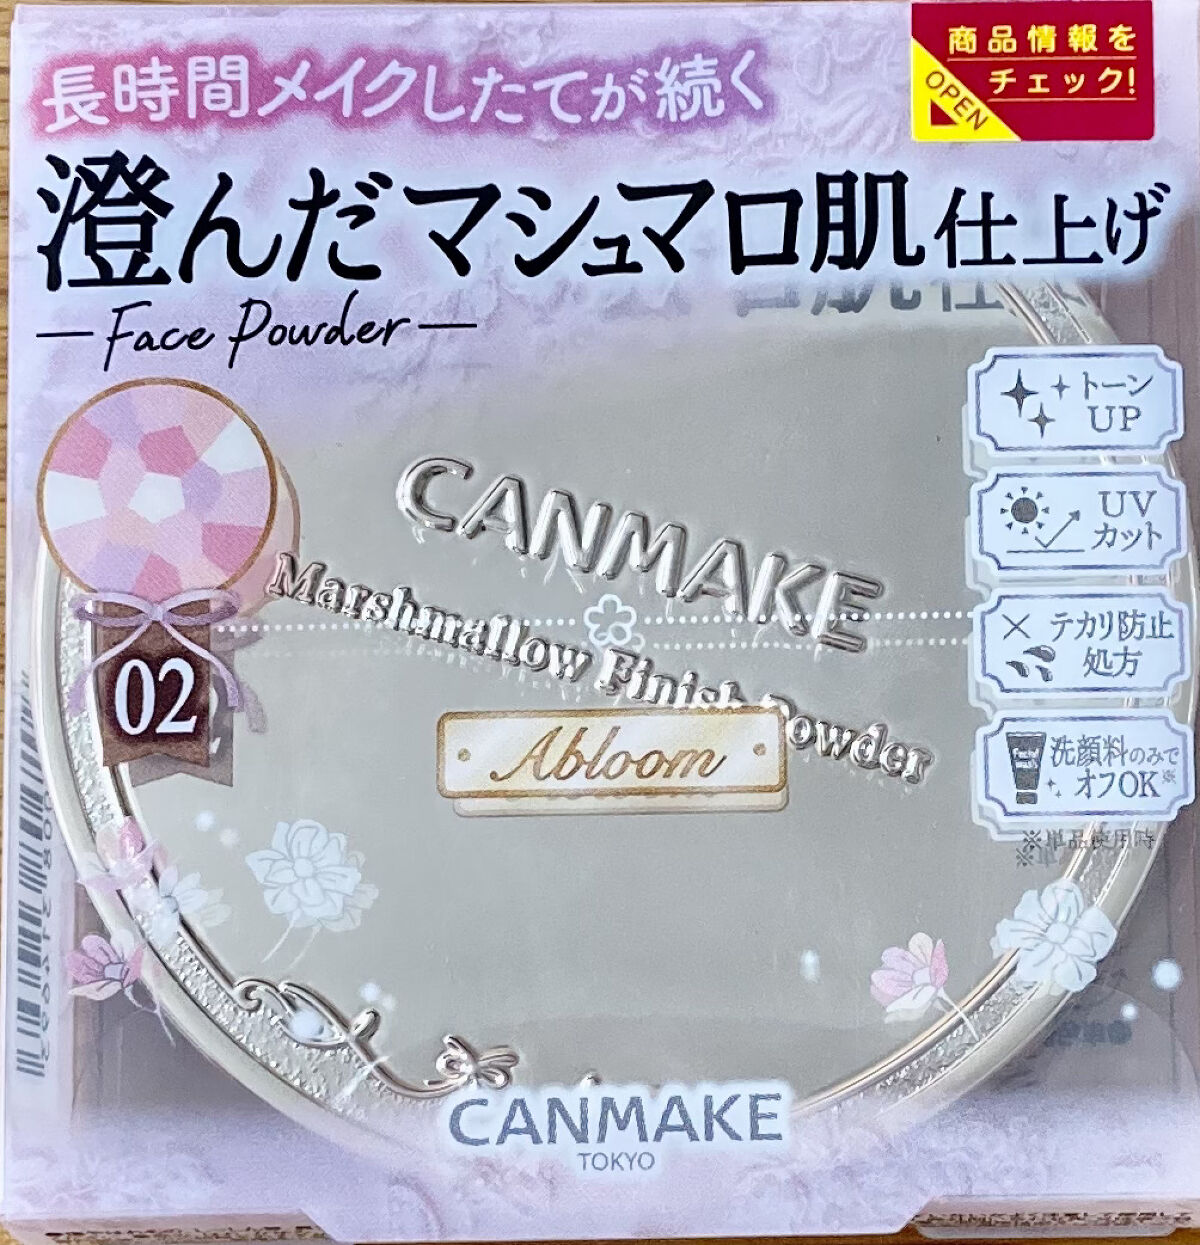 商品情報を
チェック!
OPEN
長時間メイクしたてが続く
澄んだマシュマロ肌仕上げ
Face Powder
トーン
UP
UV
カット
テカリ防止
処方
洗顔料のみで
オフOK※
※単品使用時
02
CANMAKE
Marshmallow Finish Powder
Abloom
CANMAKE
TOKYO